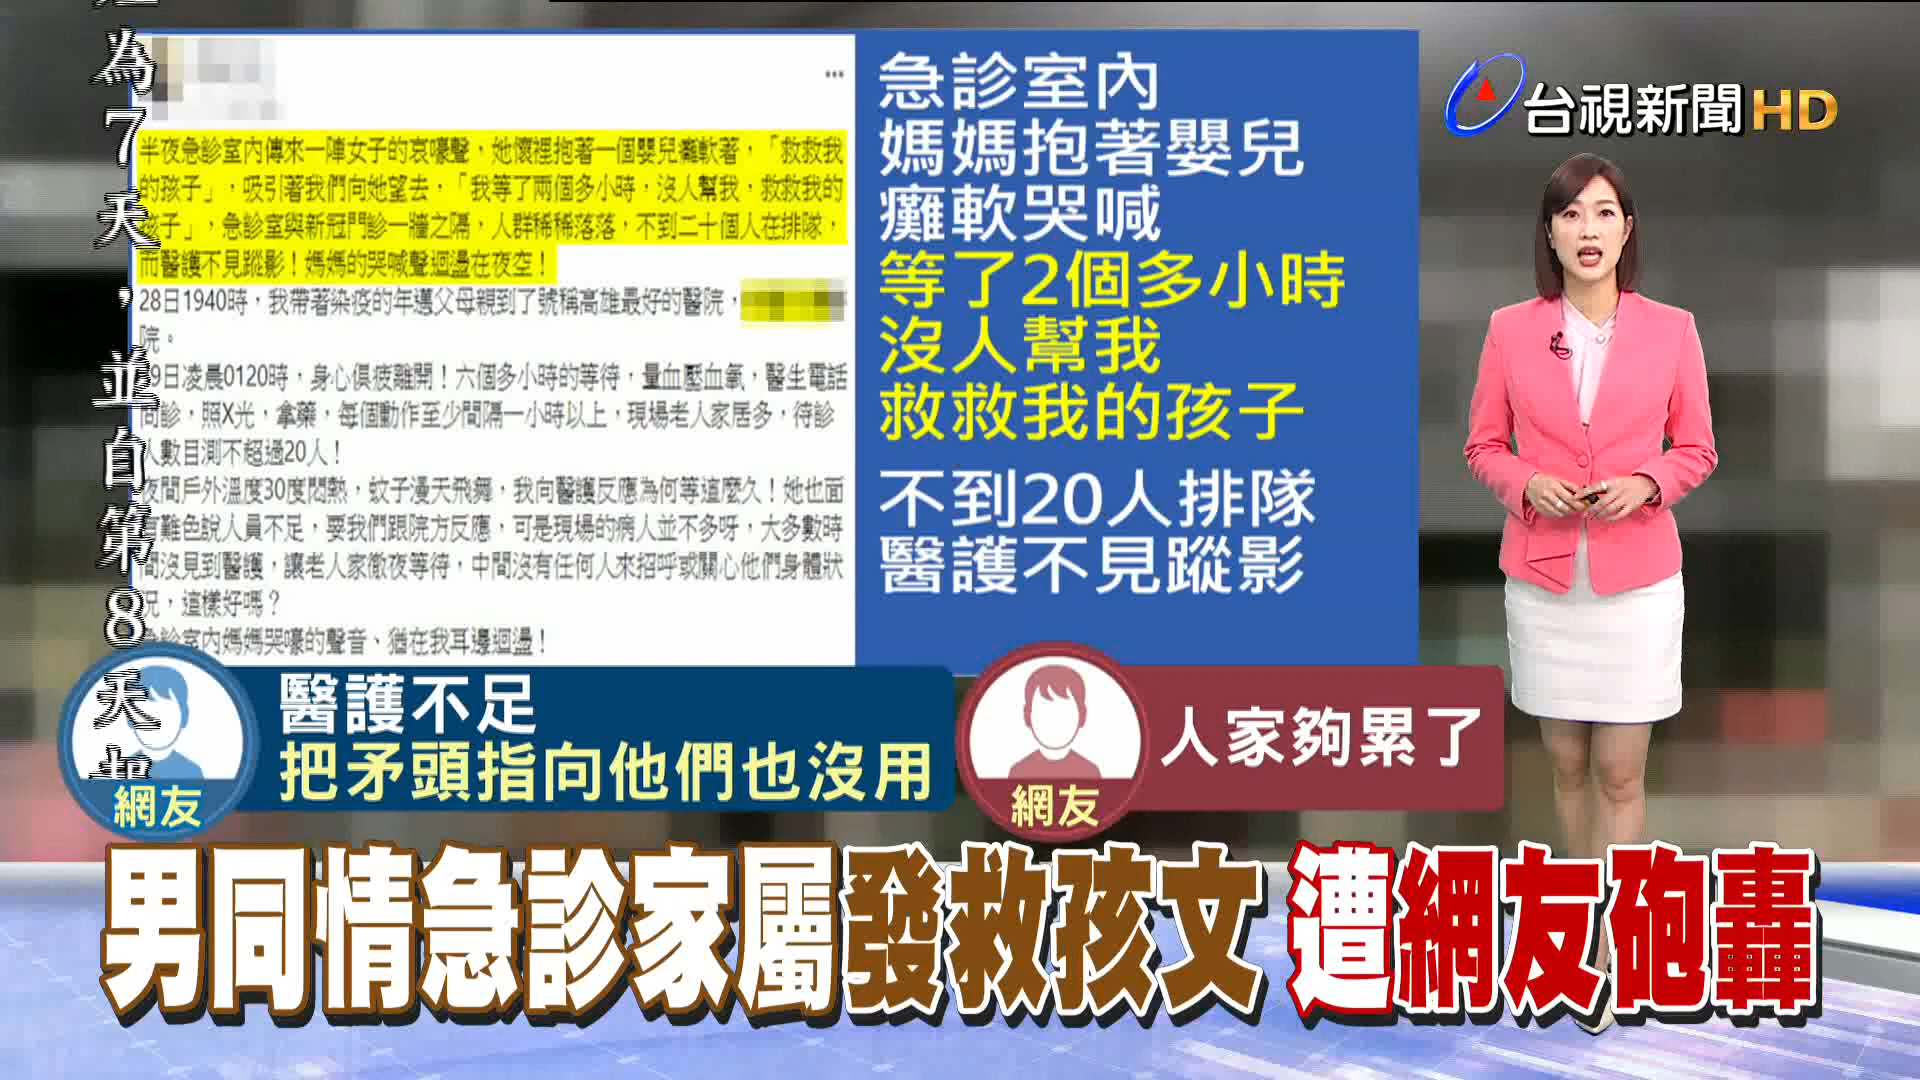 台視新聞HD
為7天，並自第8天起
半夜急診室內傳來一陣女子的哀嚎聲，她懷裡抱著一個嬰兒癱軟著，「救救我
的孩子」，吸引著我們向她望去，「我等了兩個多小時，沒人幫我，救救我的
孩子」，急診室與新冠門診一牆之隔，人群稀稀落落，不到二十個人在排隊，
而醫護不見蹤影！媽媽的哭喊聲迴盪在夜空！
28日1940時，我帶著染疫的年邁父母親到了號稱高雄最好的醫院，
院。
9日凌晨0120時，身心俱疲離開！六個多小時的等待，量血壓血氧，醫生電話
問診，照X光，拿藥，每個動作至少間隔一小時以上，現場老人家居多，待診
人數目測不超過20人！
夜間戶外溫度30度悶熱，蚊子漫天飛舞，我向醫護反應為何等這麼久！她也面
有難色說人員不足，要我們跟院方反應，可是現場的病人並不多呀，大多數時
間沒見到醫護，讓老人家徹夜等待，中間沒有任何人來招呼或關心他們身體狀
況，這樣好嗎？
急診室內媽媽哭嚎的聲音、猶在我耳邊迴盪！
急診室內
媽媽抱著嬰兒
癱軟哭喊
等了2個多小時
沒人幫我
救救我的孩子
不到20人排隊
醫護不見蹤影
網友
醫護不足
把矛頭指向他們也沒用
網友
人家夠累了
男同情急診家屬發救孩文 遭網友砲轟